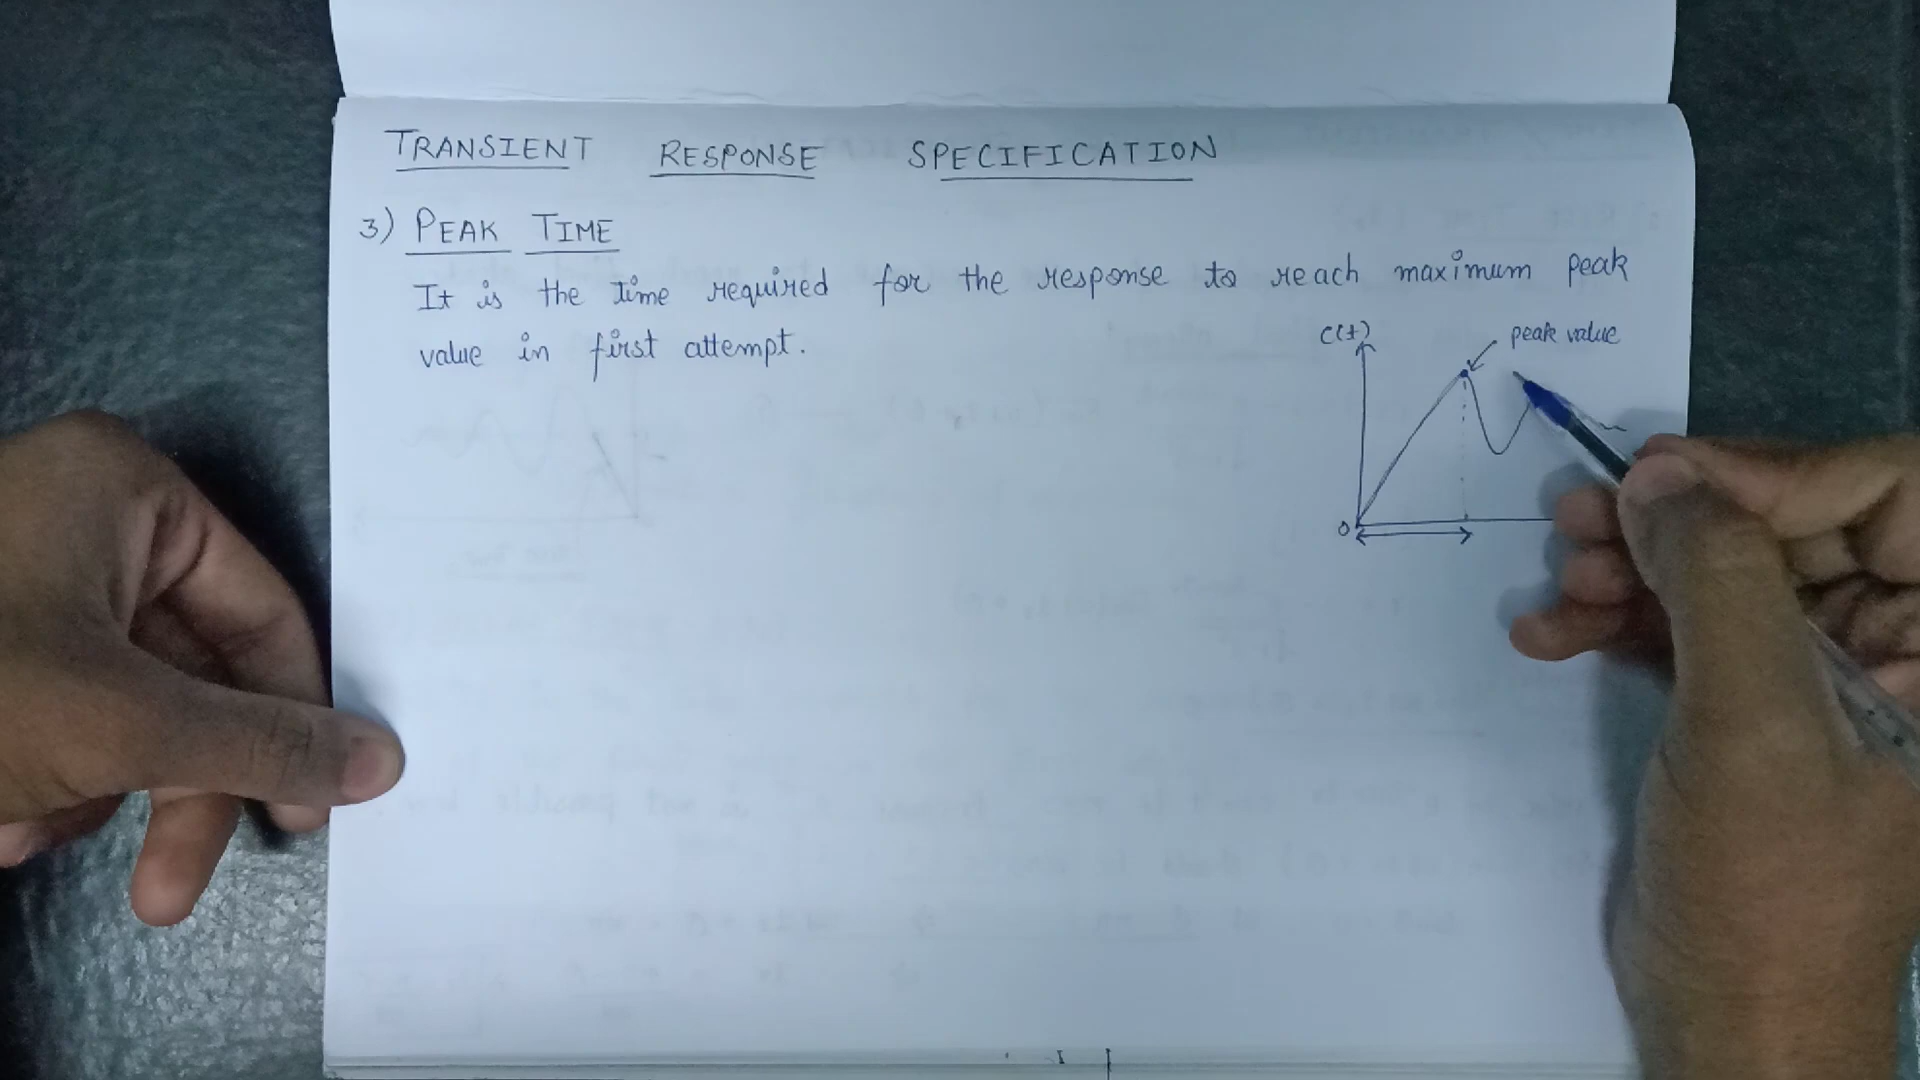 TRANSIENT RESPONSE SPECIFICATION
3) PEAK TIME
It is the time required for the response to reach maximum peak
value in first attempt.
c(t)
peak value
0